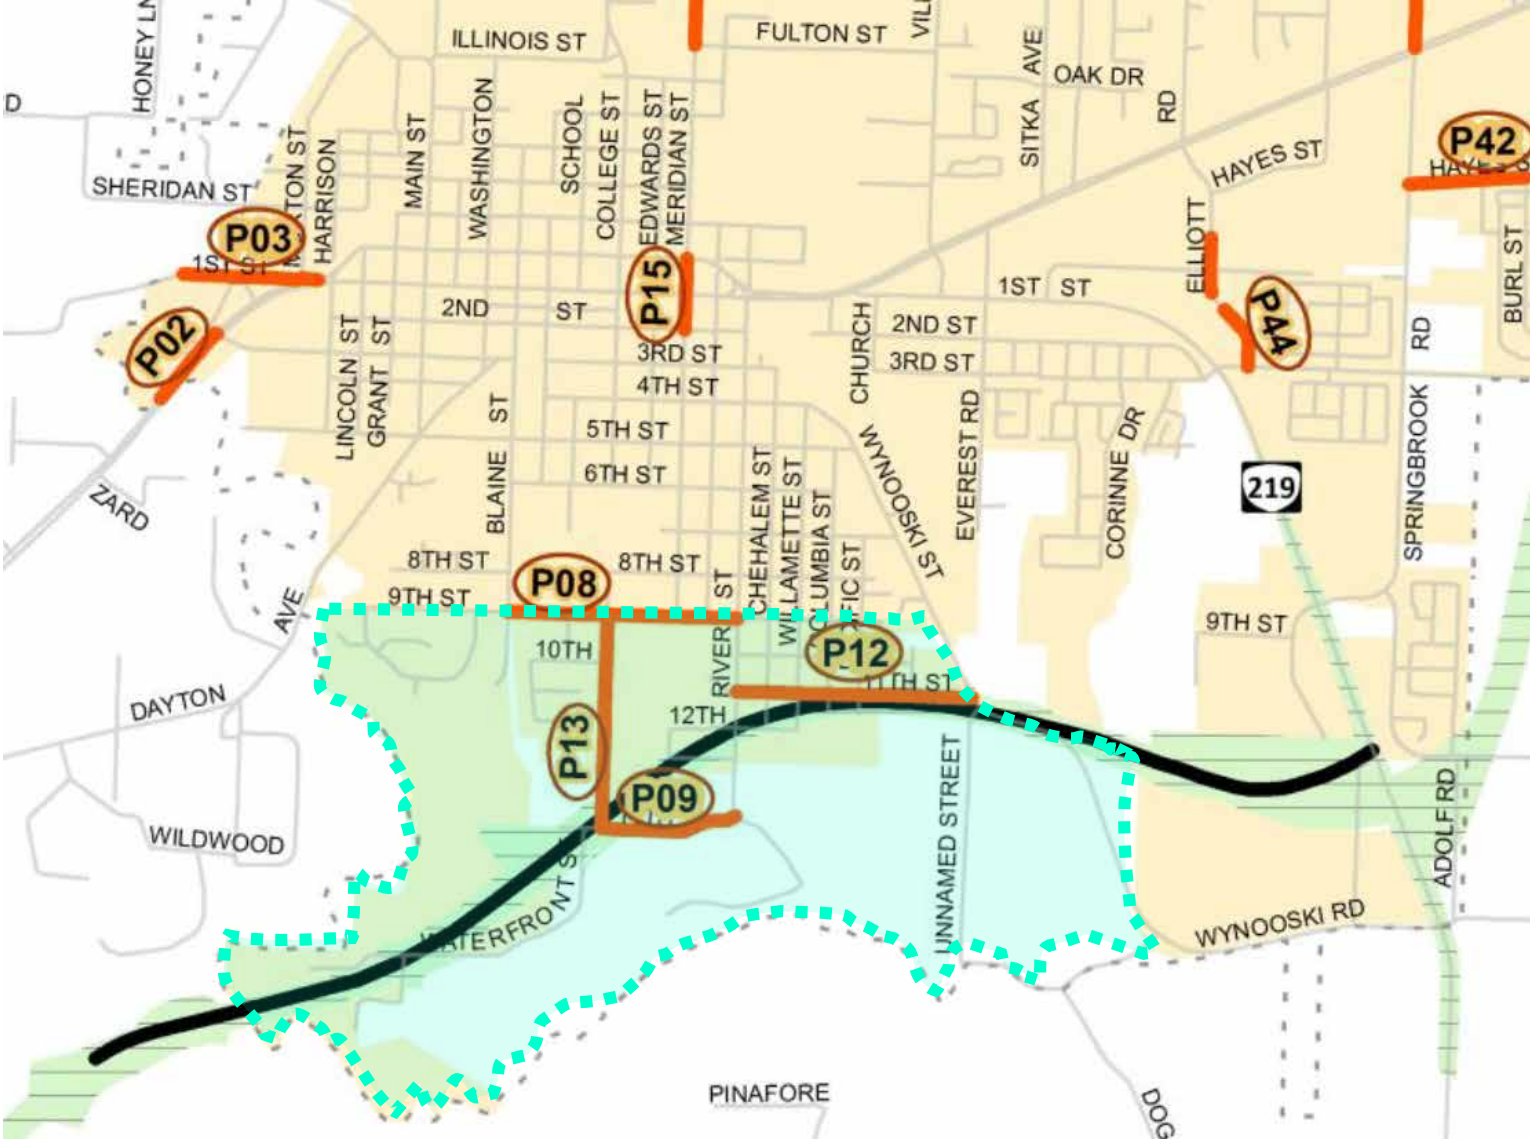 HONEY LN
ILLINOIS ST
FULTON ST
SITKA AVE
OAK DR
RD
D
MAIN ST
WASHINGTON
SCHOOL
COLLEGE ST
EDWARDS ST
MERIDIAN ST
HAYES ST
P42
SHERIDAN ST
HARRISON
P03
1ST ST
ELLIOTT
BURL ST
P15
1ST ST
P44
2ND ST
P02
LINCOLN ST
GRANT ST
3RD ST
CHURCH
2ND ST
3RD ST
RD
4TH ST
BLAINE ST
5TH ST
WYNOOSKI ST
EVEREST RD
CORINNE DR
SPRINGBROOK
6TH ST
219
ZARD
CHEHALEM ST
WILLAMETTE ST
8TH ST
8TH ST
P08
9TH ST
AVE
RIVER ST
10TH
P12
11TH ST
9TH ST
DAYTON
12TH
P13
P09
UNNAMED STREET
ADOLF RD
WILDWOOD
WATERFRONT ST
WYNOOSKI RD
PINAFORE
DOG